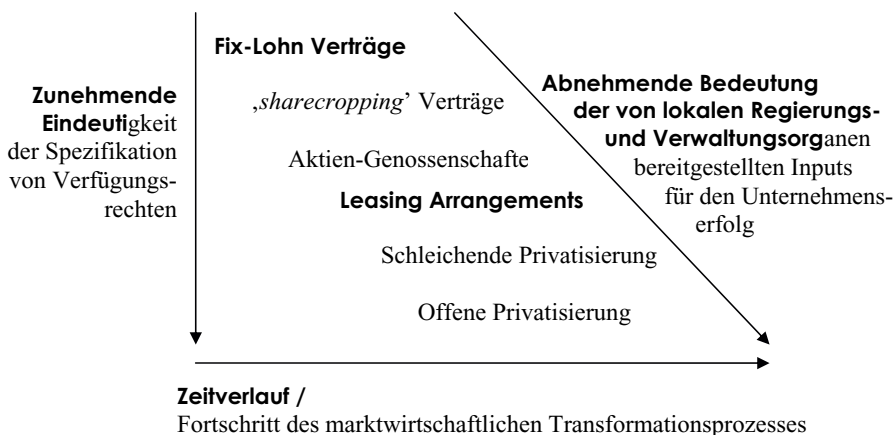 Fix-Lohn Verträge
Zunehmende
Eindeutigkeit
der Spezifikation
von Verfügungs-
rechten
‚sharecropping’ Verträge
Aktien-Genossenschafte
Leasing Arrangements
Schleichende Privatisierung
Offene Privatisierung
Abnehmende Bedeutung
der von lokalen Regierungs-
und Verwaltungsorganen
bereitgestellten Inputs
für den Unternehmens-
erfolg
Zeitverlauf /
Fortschritt des marktwirtschaftlichen Transformationsprozesses